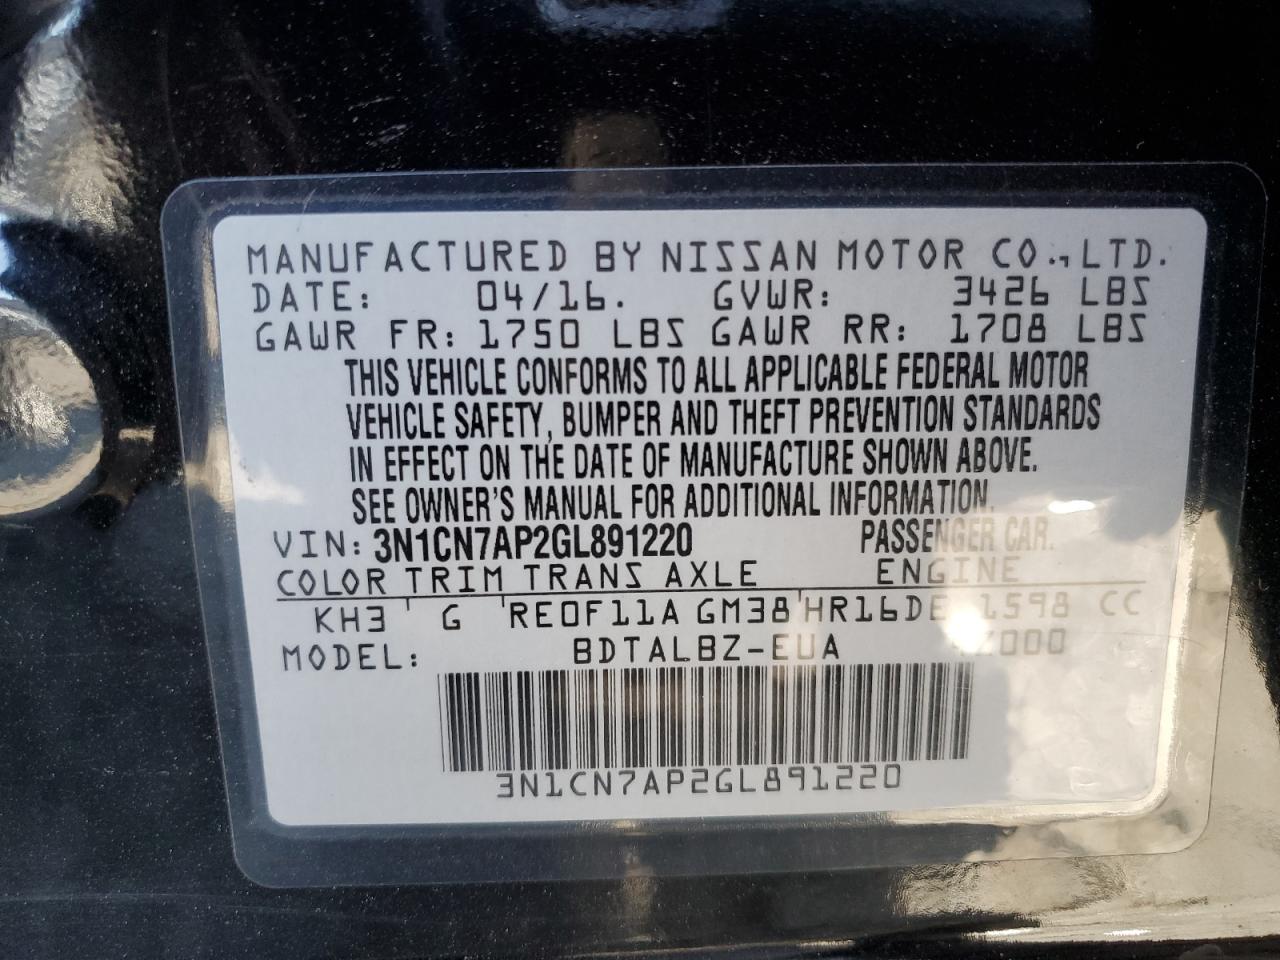 MANUFACTURED BY NISSAN MOTOR CO., LTD.
DATE: 04/16. GVWR: 3426 LBS
GAWR FR: 1750 LBS GAWR RR: 1708 LBS
THIS VEHICLE CONFORMS TO ALL APPLICABLE FEDERAL MOTOR
VEHICLE SAFETY, BUMPER AND THEFT PREVENTION STANDARDS
IN EFFECT ON THE DATE OF MANUFACTURE SHOWN ABOVE.
SEE OWNER'S MANUAL FOR ADDITIONAL INFORMATION.
VIN: 3N1CN7AP2GL891220 PASSENGER CAR.
COLOR TRIM TRANS AXLE ENGINE
KH3 G RE0F11A GM38 HR16DE 1598 CC
MODEL: BDTALBZ-EUA
3N1CN7AP2GL891220